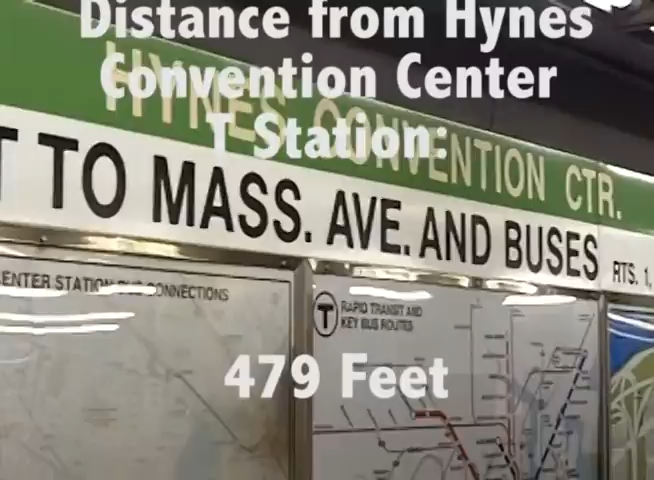 Distance from Hynes
Convention Center
T Station:
HYNES CONVENTION CTR.
T TO MASS. AVE. AND BUSES
RTS. 1,
ENTER STATION BUS CONNECTIONS
T RAPID TRANSIT AND
KEY BUS ROUTES
479 Feet